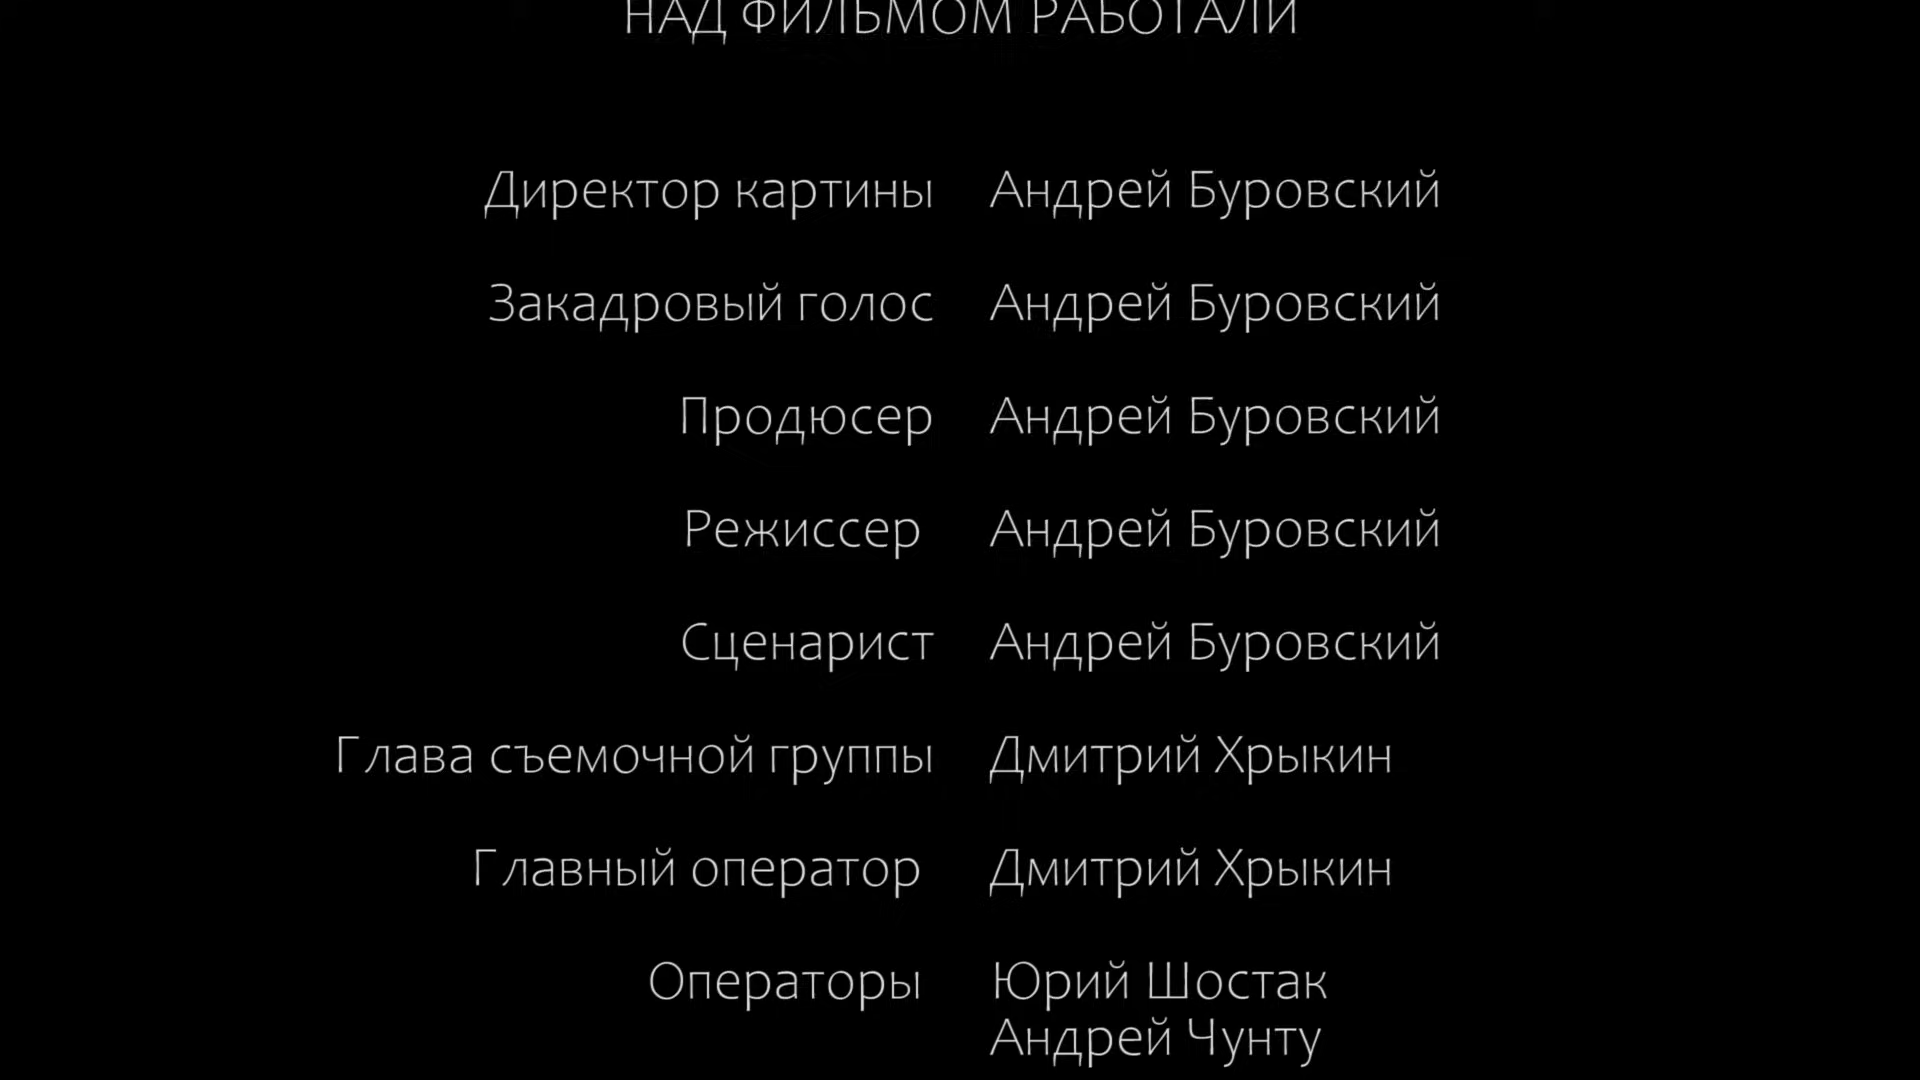 НАД ФИЛЬМОМ РАБОТАЛИ
Директор картины Андрей Буровский
Закадровый голос Андрей Буровский
Продюсер Андрей Буровский
Режиссер Андрей Буровский
Сценарист Андрей Буровский
Глава съемочной группы Дмитрий Хрыкин
Главный оператор Дмитрий Хрыкин
Операторы Юрий Шостак
Андрей Чунту